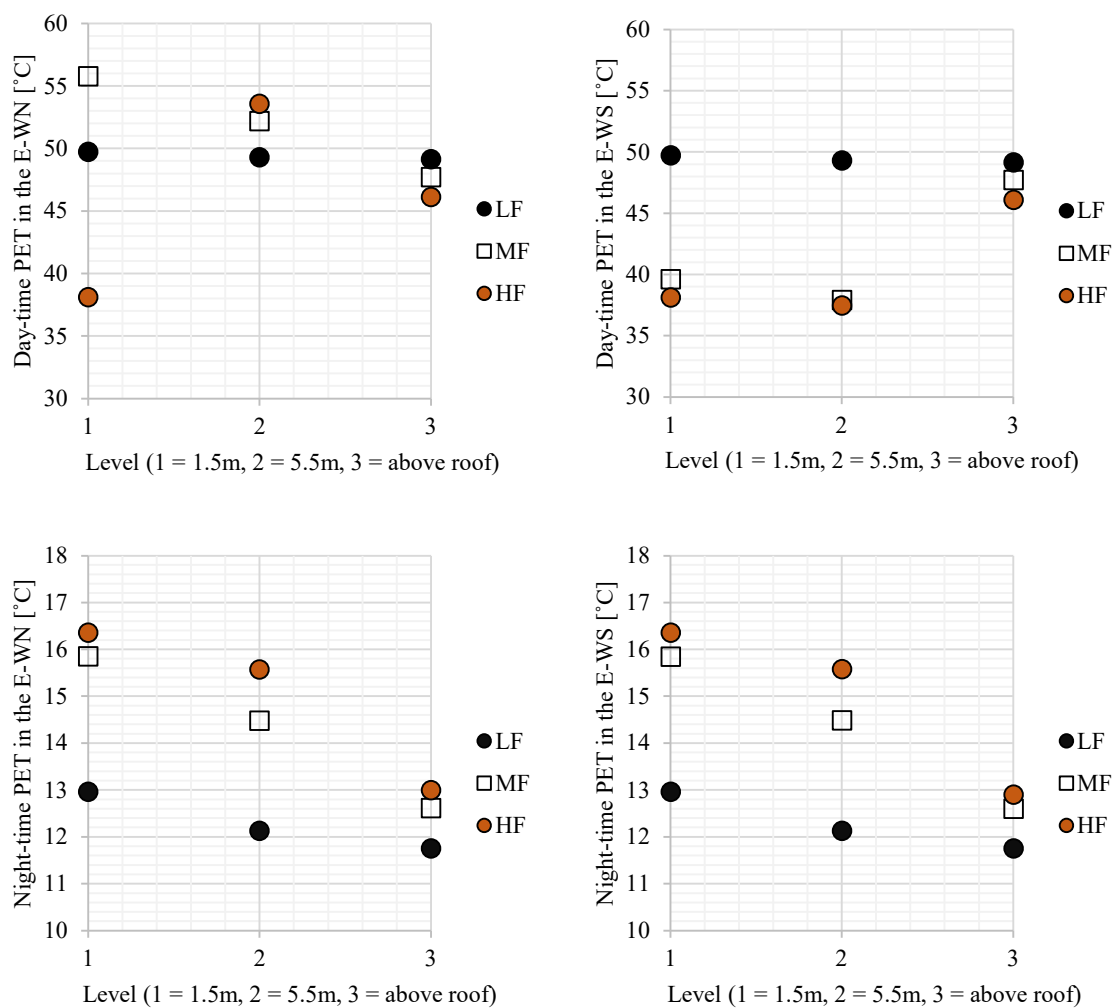 Day-time PET in the E-WN [˚C]
60
55
50
45
40
35
30
1
2
3
Level (1 = 1.5m, 2 = 5.5m, 3 = above roof)
LF
MF
HF
Day-time PET in the E-WS [˚C]
60
55
50
45
40
35
30
1
2
3
Level (1 = 1.5m, 2 = 5.5m, 3 = above roof)
LF
MF
HF
Night-time PET in the E-WN [˚C]
18
17
16
15
14
13
12
11
10
1
2
3
Level (1 = 1.5m, 2 = 5.5m, 3 = above roof)
LF
MF
HF
Night-time PET in the E-WS [˚C]
18
17
16
15
14
13
12
11
10
1
2
3
Level (1 = 1.5m, 2 = 5.5m, 3 = above roof)
LF
MF
HF